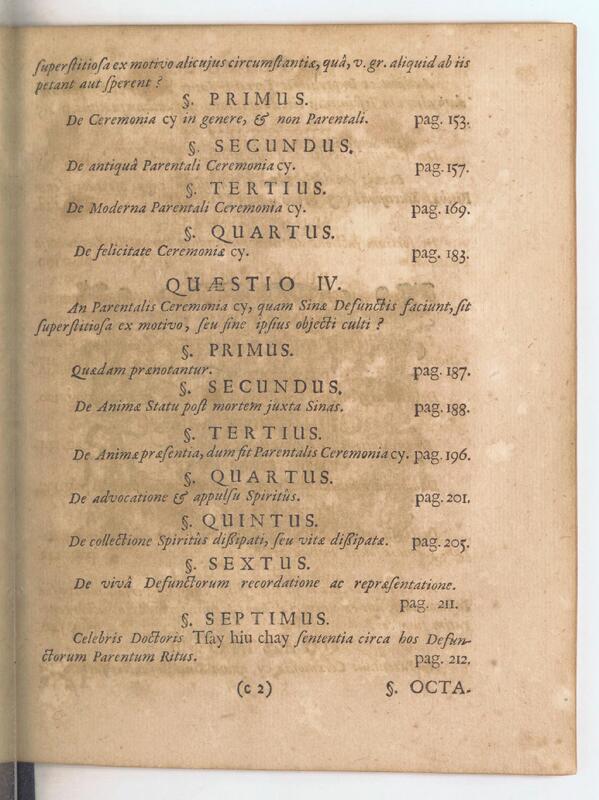 superstitiosa ex motivo alicujus circumstantiæ, quâ, v. gr. aliquid ab iis
petant aut sperent ?
§. PRIMUS.
De Ceremonia cy in genere, & non Parentali. pag. 153.
§. SECUNDUS.
De antiquâ Parentali Ceremonia cy. pag. 157.
§. TERTIUS.
De Moderna Parentali Ceremonia cy. pag. 169.
§. QUARTUS.
De felicitate Ceremoniæ cy. pag. 183.
QUÆSTIO IV.
An Parentalis Ceremonia cy, quam Sinæ Defunctis faciunt, sit
superstitiosa ex motivo, seu fine ipsius objecti culti ?
§. PRIMUS.
Quædam prænotantur. pag. 187.
§. SECUNDUS.
De Animæ Statu post mortem juxta Sinas. pag. 188.
§. TERTIUS.
De Animæ præsentia, dum fit Parentalis Ceremonia cy. pag. 196.
§. QUARTUS.
De advocatione & appulsu Spiritûs. pag. 201.
§. QUINTUS.
De collectione Spiritûs dissipati, seu vitæ dissipatæ. pag. 205.
§. SEXTUS.
De vivâ Defunctorum recordatione ac repræsentatione.
pag. 211.
§. SEPTIMUS.
Celebris Doctoris Tsay hiu chay sententia circa hos Defun-
ctorum Parentum Ritus. pag. 212.
(c 2) §. OCTA-